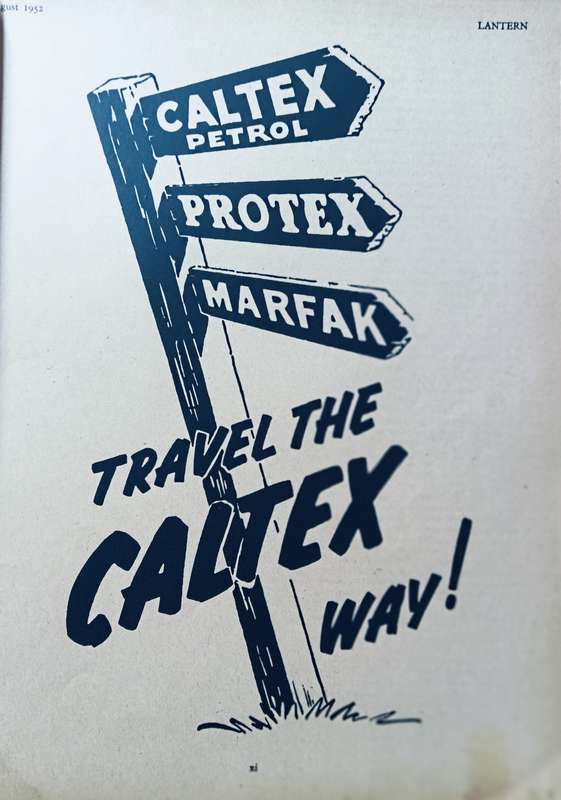 gust 1952
LANTERN
CALTEX
PETROL
PROTEX
MARFAK
TRAVEL THE
CALTEX
WAY!
xi